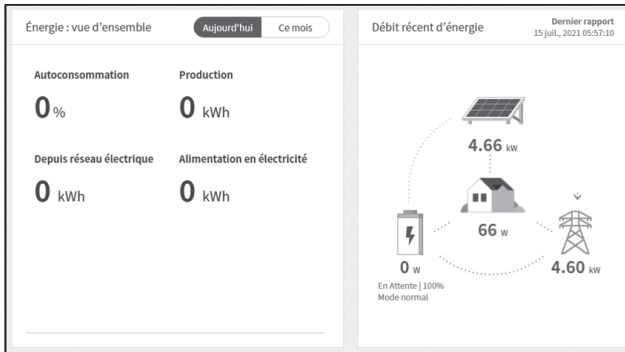 Énergie : vue d’ensemble
Aujourd’hui
Ce mois
Autoconsommation
Production
0 %
0 kWh
Depuis réseau électrique
Alimentation en électricité
0 kWh
0 kWh
Débit récent d’énergie
Dernier rapport
15 juil., 2021 05:57:10
4.66 kW
66 W
0 W
4.60 kW
En Attente | 100%
Mode normal